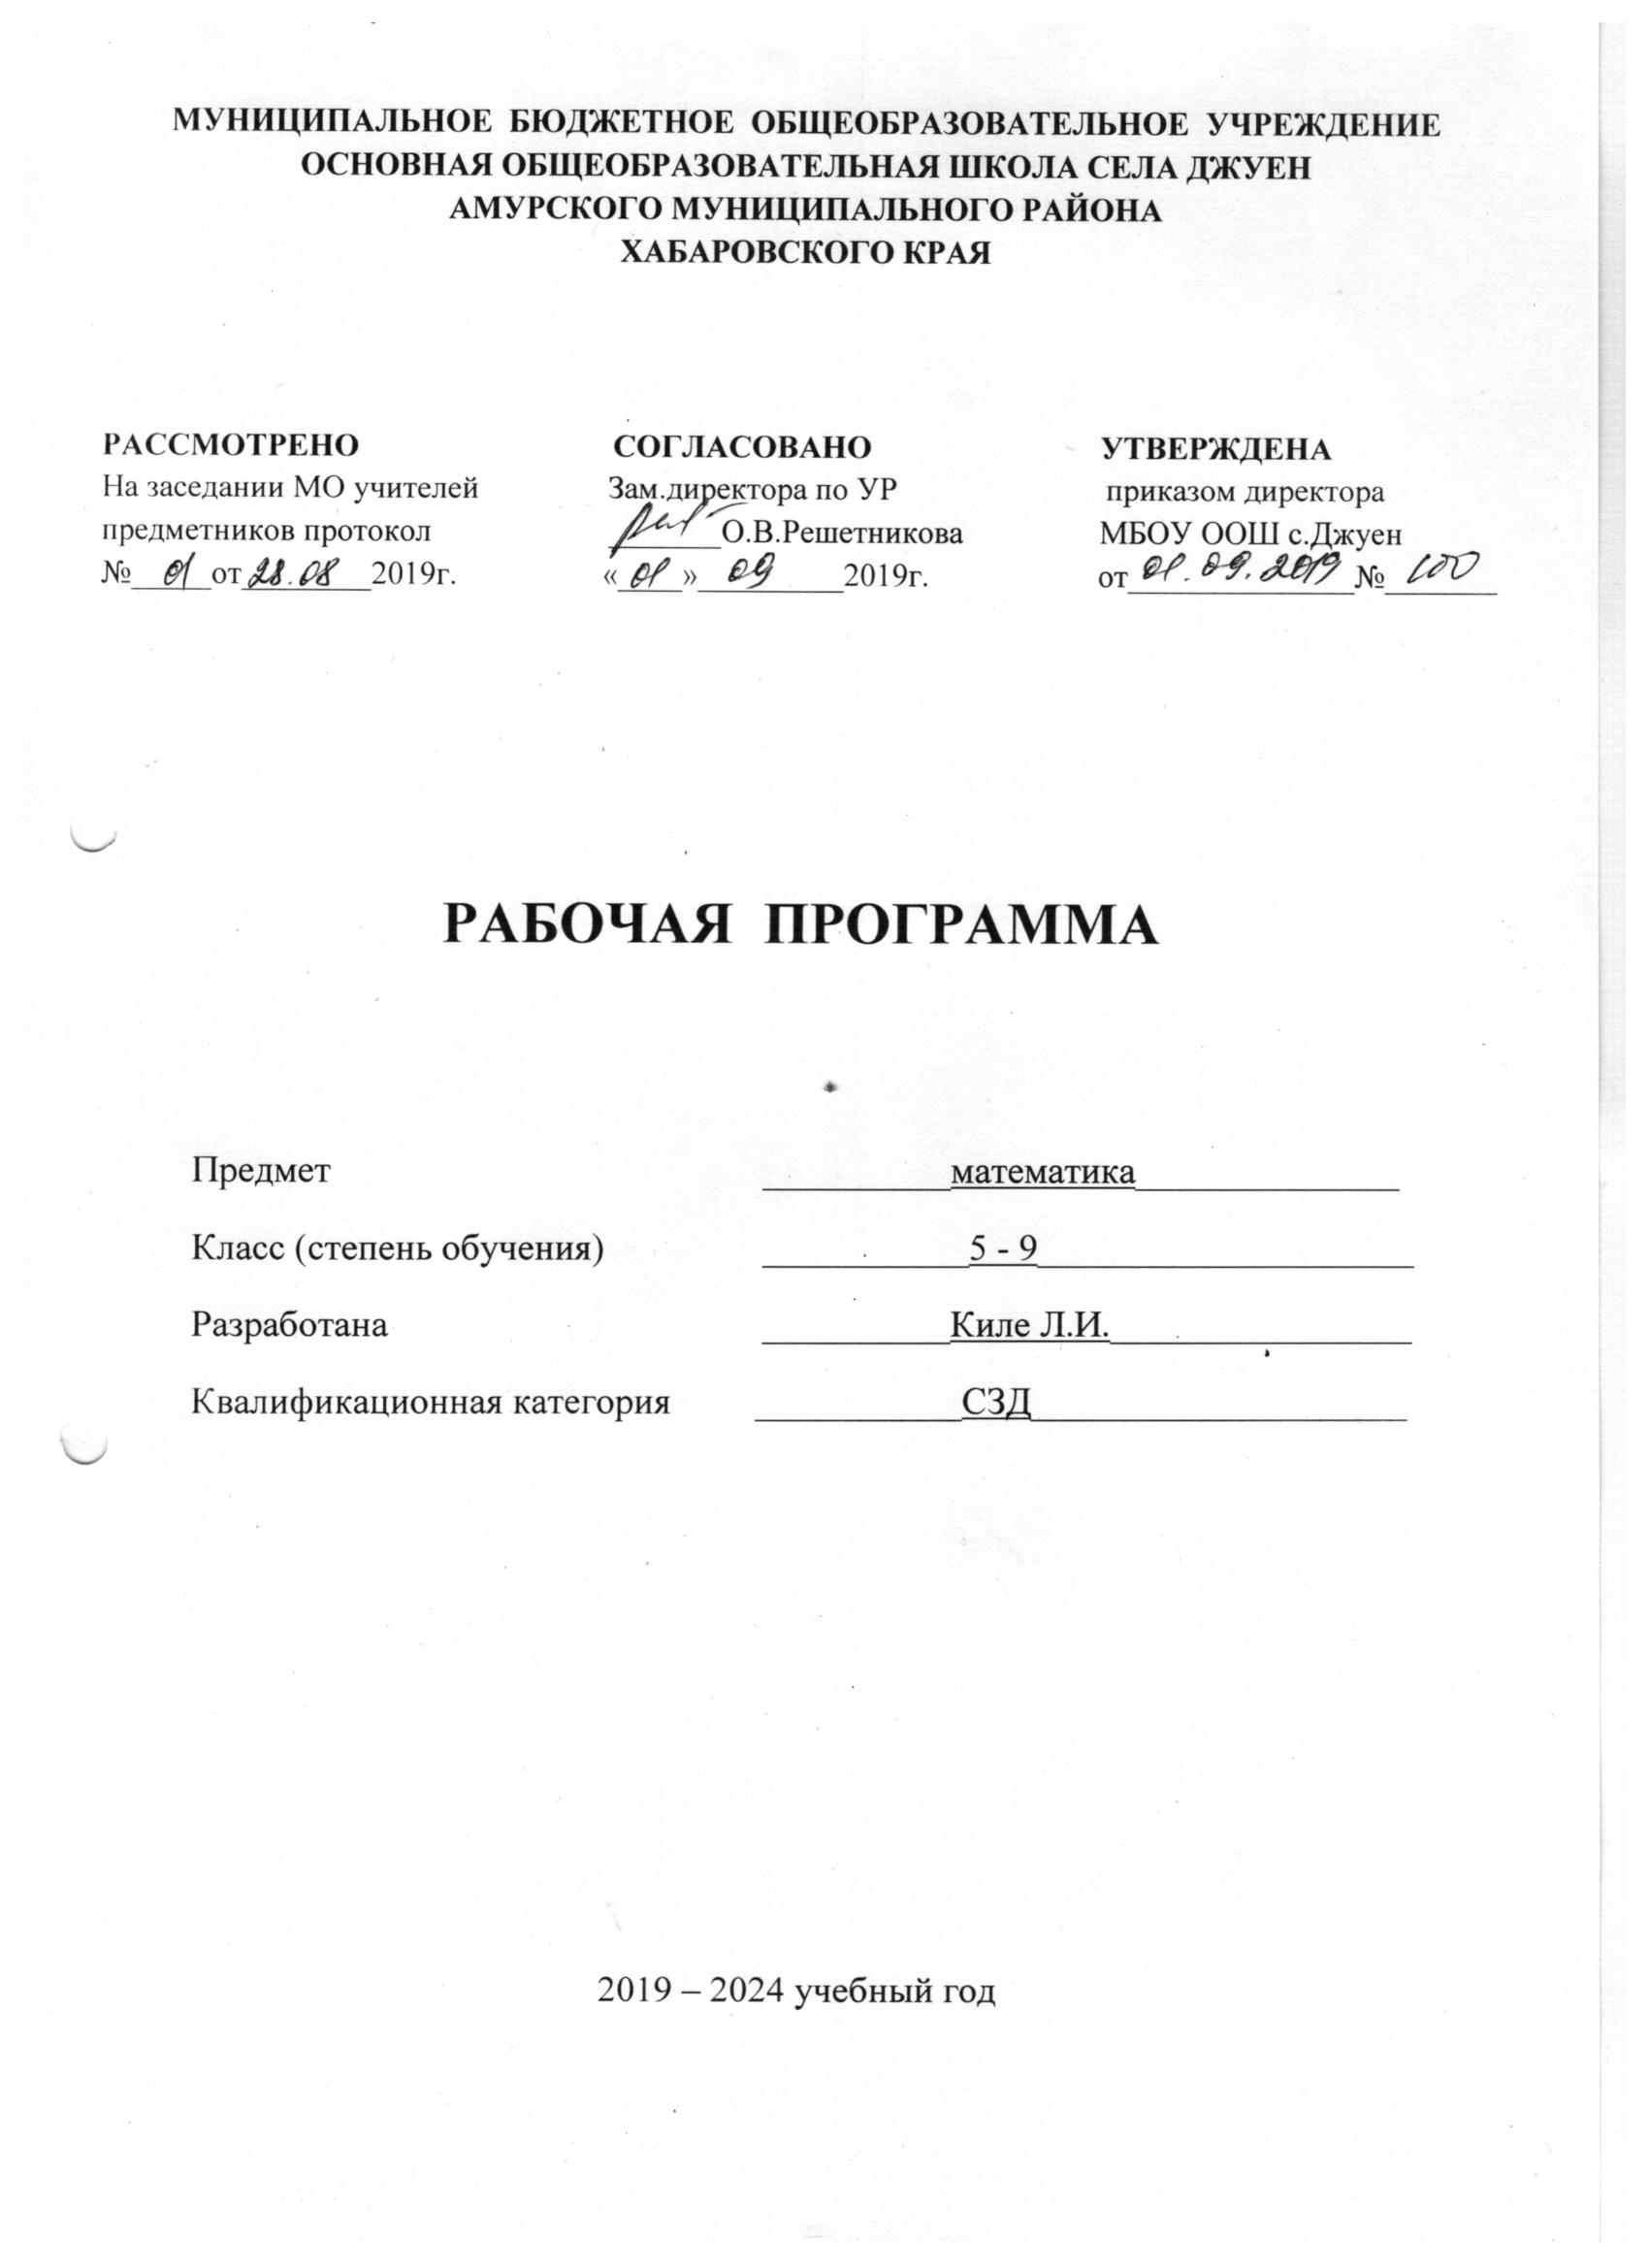 МУНИЦИПАЛЬНОЕ БЮДЖЕТНОЕ ОБЩЕОБРАЗОВАТЕЛЬНОЕ УЧРЕЖДЕНИЕ
ОСНОВНАЯ ОБЩЕОБРАЗОВАТЕЛЬНАЯ ШКОЛА СЕЛА ДЖУЕН
АМУРСКОГО МУНИЦИПАЛЬНОГО РАЙОНА
ХАБАРОВСКОГО КРАЯ
РАССМОТРЕНО
На заседании МО учителей
предметников протокол
№ 01 от 28.08 2019г.
СОГЛАСОВАНО
Зам.директора по УР
О.В.Решетникова
« 01 » 09 2019г.
УТВЕРЖДЕНА
приказом директора
МБОУ ООШ с.Джуен
от 01.09.2019 № 100
РАБОЧАЯ ПРОГРАММА
Предмет математика
Класс (степень обучения) 5 - 9
Разработана Киле Л.И.
Квалификационная категория СЗД
2019 – 2024 учебный год